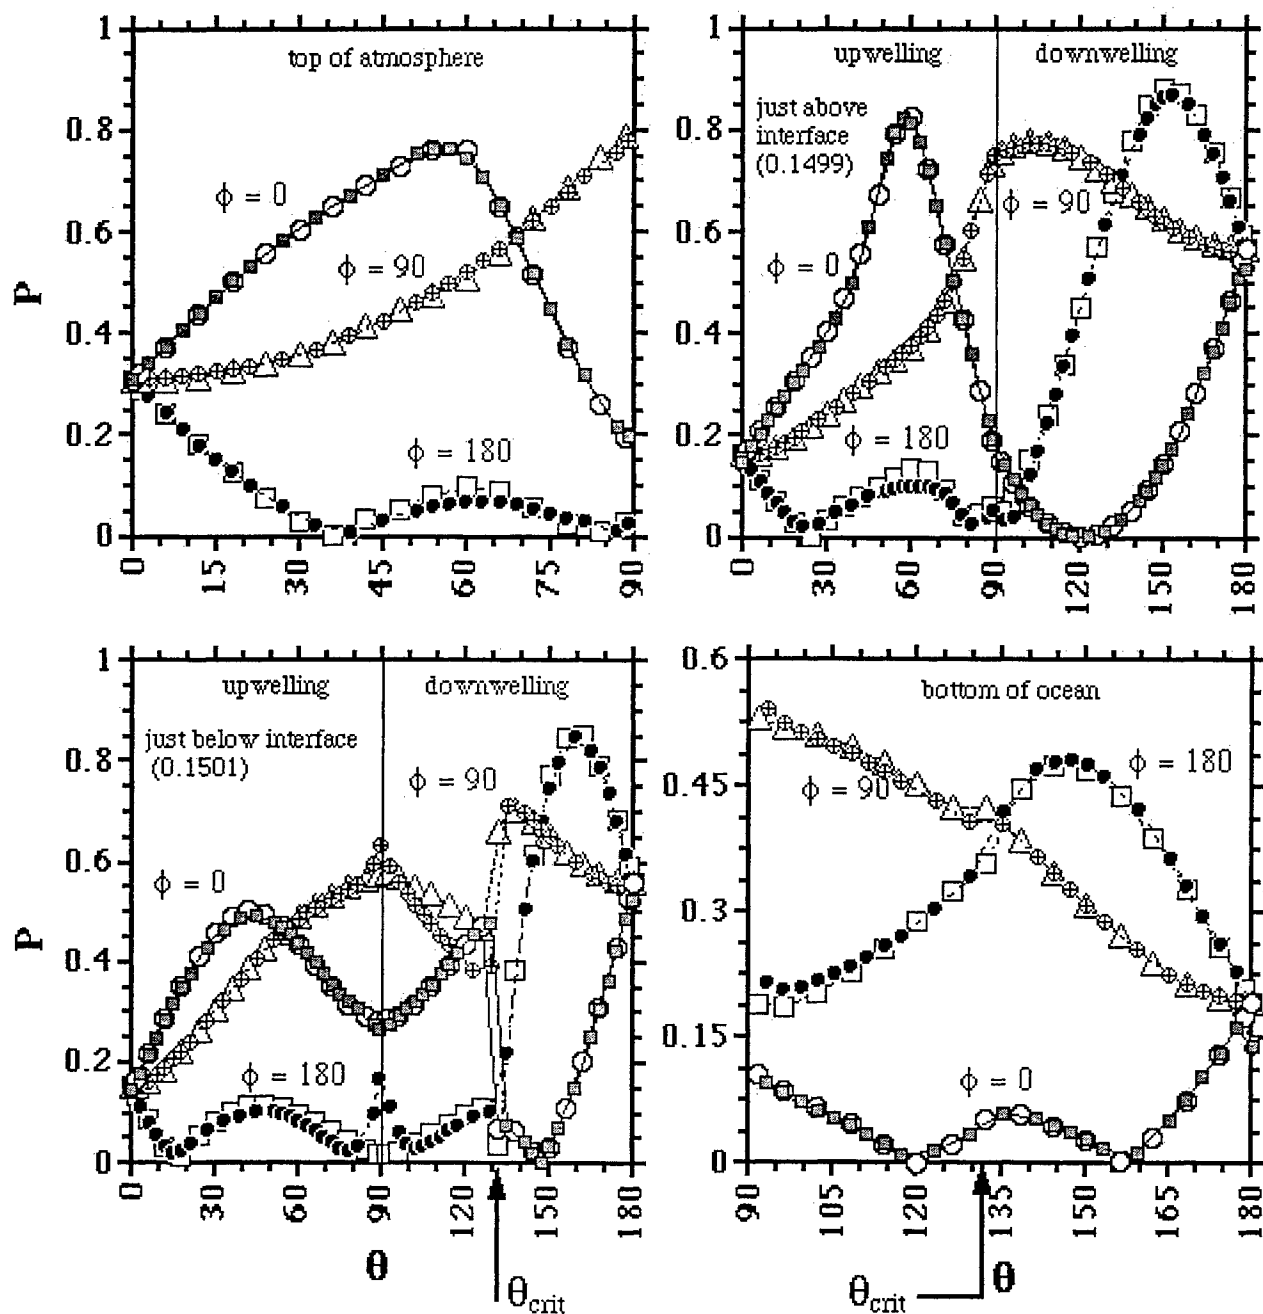 1
top of atmosphere
0.8
ϕ = 0
0.6
ϕ = 90
P
0.4
0.2
ϕ = 180
0
0 15 30 45 60 75 90
1
upwelling downwelling
just above
interface
(0.1499)
0.8
ϕ = 90
0.6
ϕ = 0
0.4
ϕ = 180
0.2
0
0 30 60 90 120 150 180
1
upwelling downwelling
just below interface
(0.1501)
0.8
ϕ = 90
0.6
ϕ = 0
P
0.4
0.2
ϕ = 180
0
0 30 60 90 120 150 180
θ
θcrit
0.6
bottom of ocean
ϕ = 180
0.45
ϕ = 90
0.3
0.15
ϕ = 0
0
90 105 120 135 150 165 180
θcrit
θ